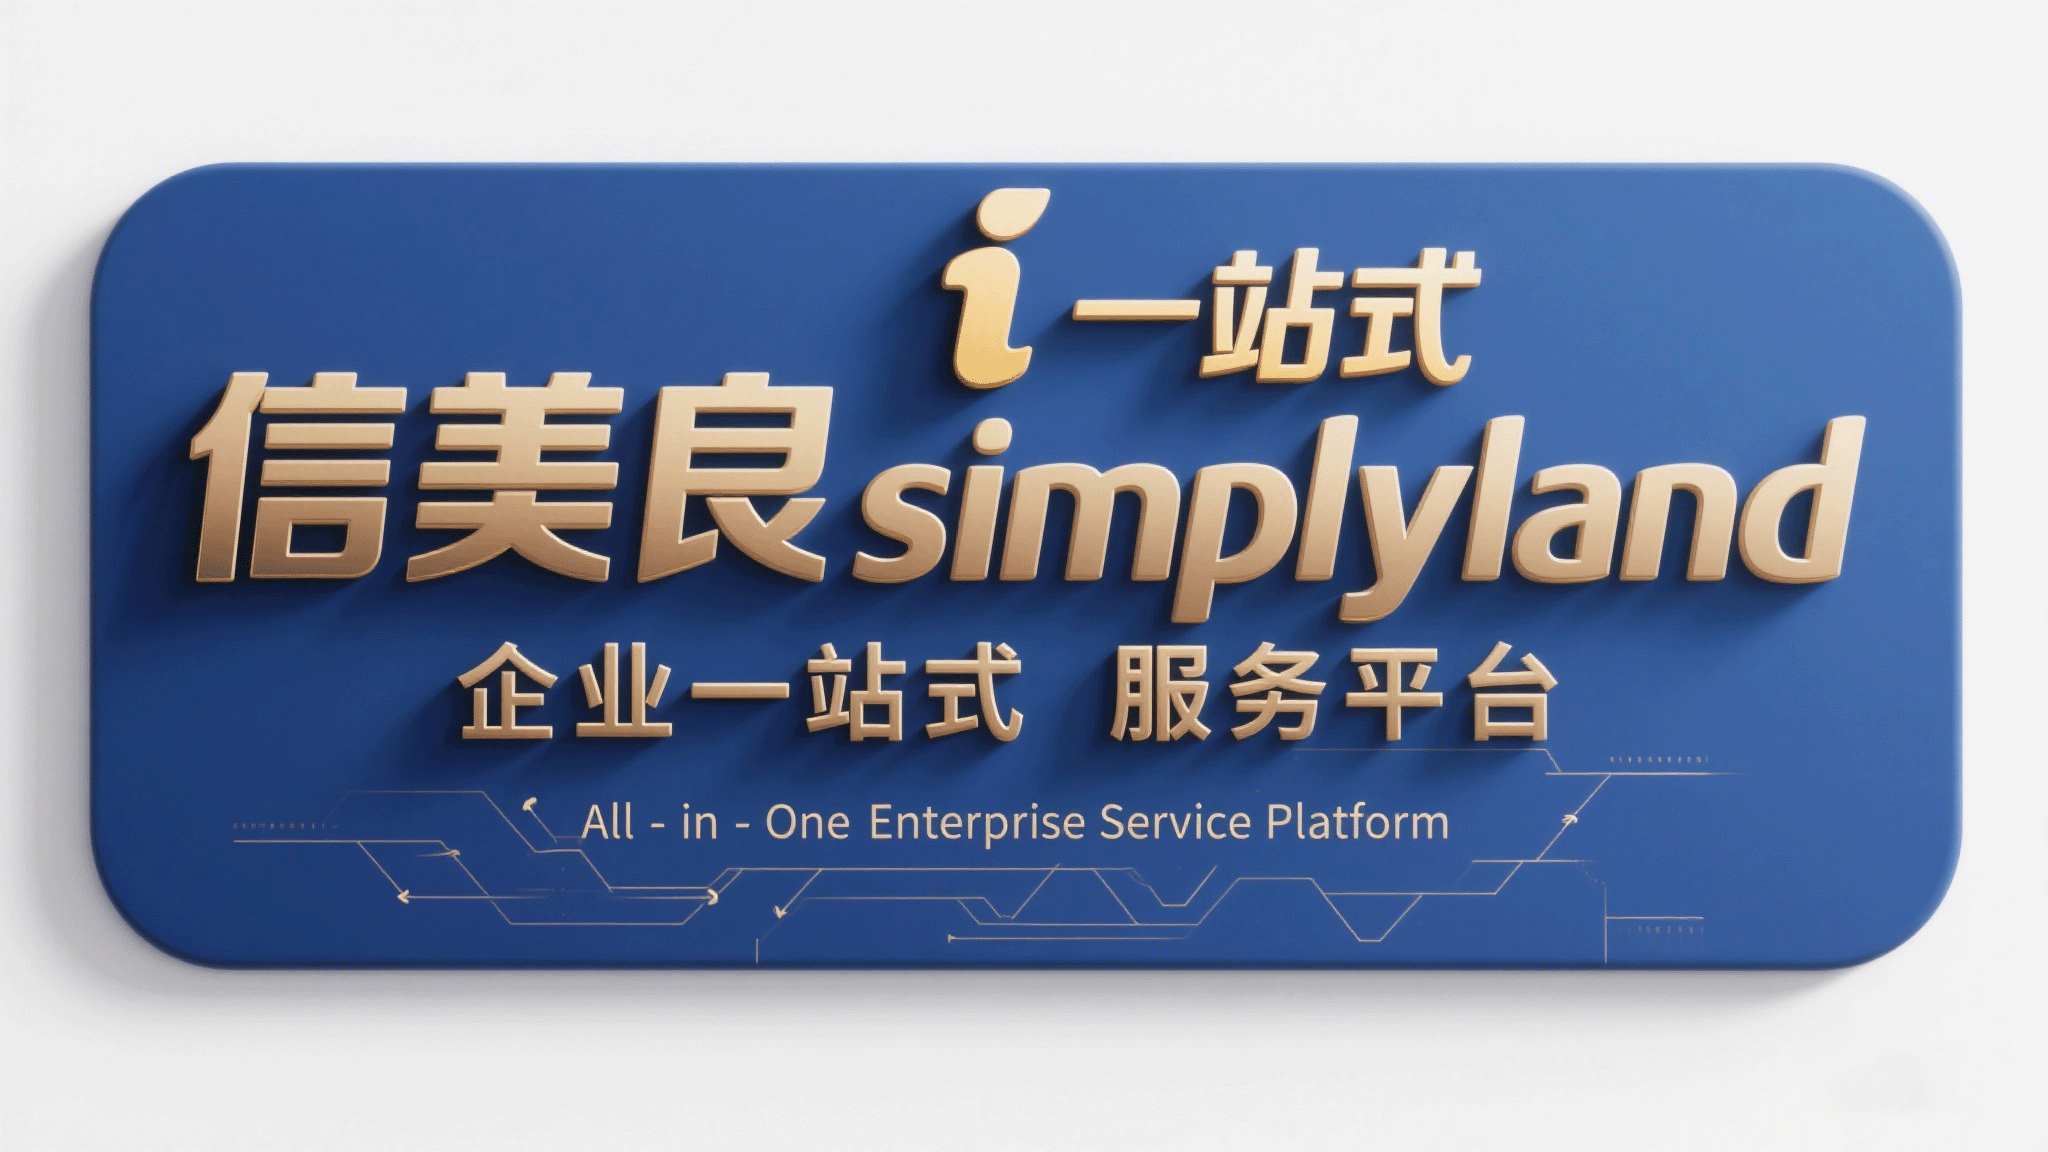 i一站式
信美良simplyland
企业一站式 服务平台
All - in - One Enterprise Service Platform